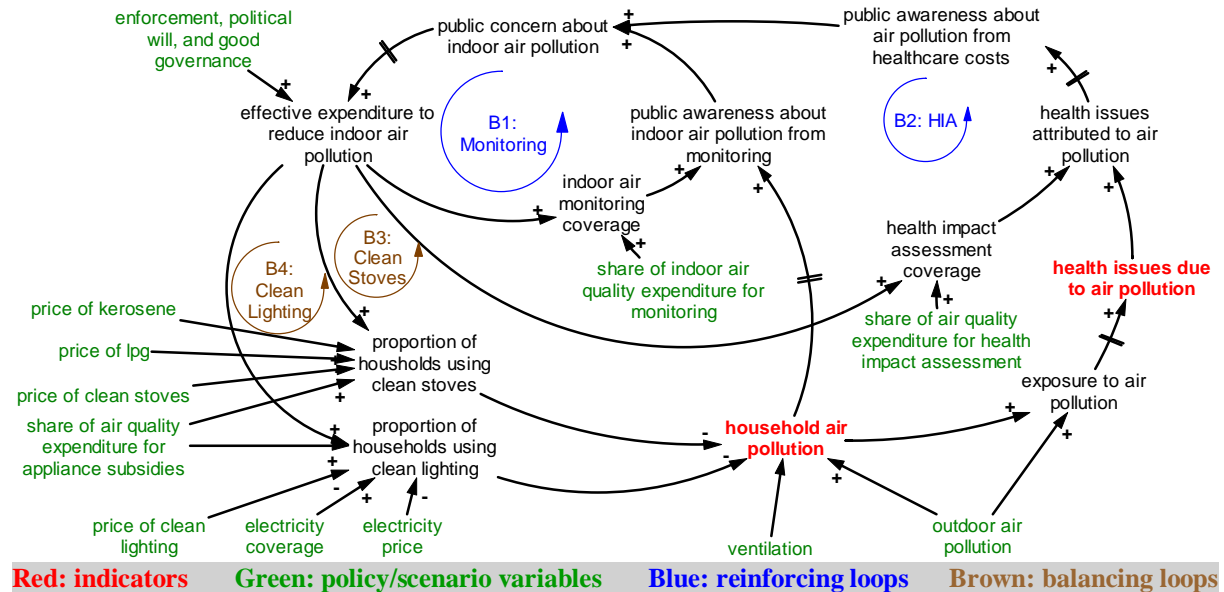 enforcement, political
will, and good
governance
public concern about
indoor air pollution
public awareness about
air pollution from
healthcare costs
effective expenditure to
reduce indoor air
pollution
B1:
Monitoring
public awareness about
indoor air pollution from
monitoring
B2: HIA
health issues
attributed to air
pollution
indoor air
monitoring
coverage
health impact
assessment
coverage
B3:
Clean
Stoves
B4:
Clean
Lighting
share of indoor air
quality expenditure for
monitoring
health issues due
to air pollution
share of air quality
expenditure for health
impact assessment
price of kerosene
price of lpg
price of clean stoves
share of air quality
expenditure for
appliance subsidies
proportion of
housholds using
clean stoves
exposure to air
pollution
proportion of
households using
clean lighting
household air
pollution
price of clean
lighting
electricity
coverage
electricity
price
ventilation
outdoor air
pollution
Red: indicators Green: policy/scenario variables Blue: reinforcing loops Brown: balancing loops